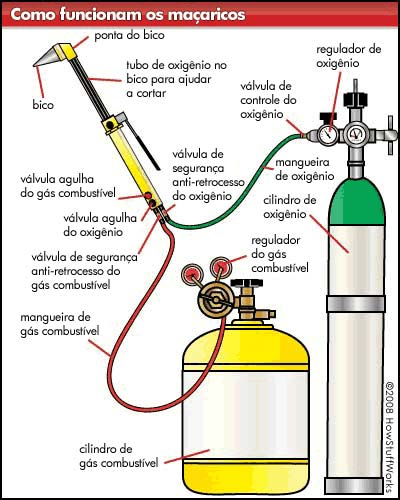 Como funcionam os maçaricos
ponta do bico
bico
tubo de oxigênio no
bico para ajudar
a cortar
regulador de
oxigênio
válvula de
controle do
oxigênio
válvula de
segurança
anti-retrocesso
do oxigênio
mangueira
de oxigênio
válvula agulha
do gás combustível
válvula agulha
do oxigênio
cilindro de
oxigênio
válvula de segurança
anti-retrocesso do
gás combustível
regulador
do gás
combustível
mangueira de
gás combustível
cilindro de
gás combustível
©2008 HowStuffWorks